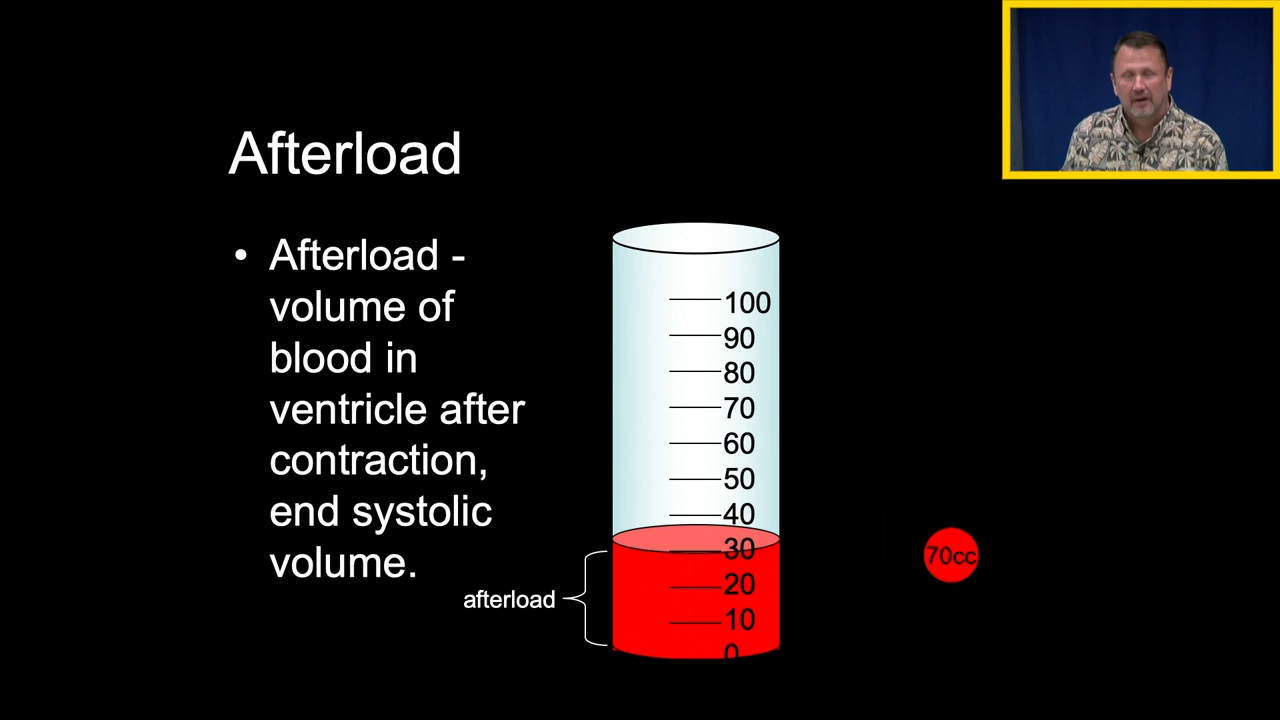 Afterload
• Afterload -
volume of
blood in
ventricle after
contraction,
end systolic
volume.
afterload
100
90
80
70
60
50
40
30
20
10
0
70cc